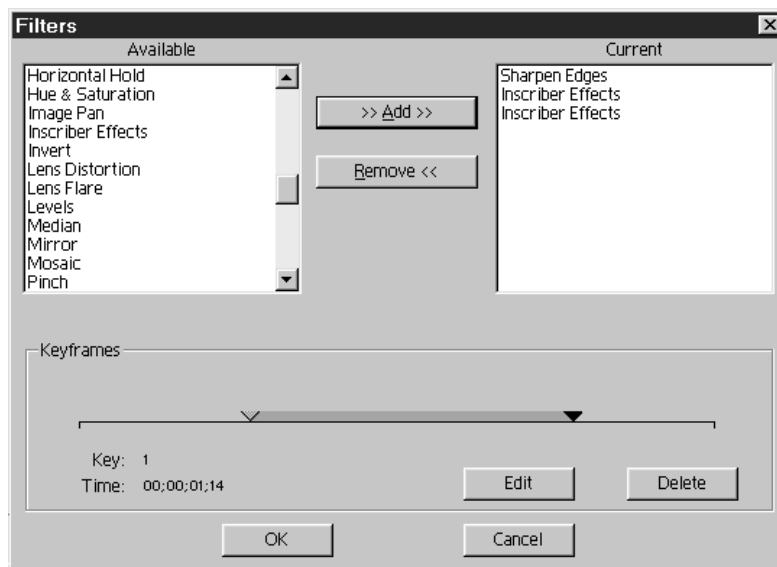 Filters
Available
Current
Horizontal Hold
Hue & Saturation
Image Pan
Inscriber Effects
Invert
Lens Distortion
Lens Flare
Levels
Median
Mirror
Mosaic
Pinch
>> Add >>
Remove <<
Sharpen Edges
Inscriber Effects
Inscriber Effects
Keyframes
Key: 1
Time: 00;00;01;14
Edit
Delete
OK
Cancel